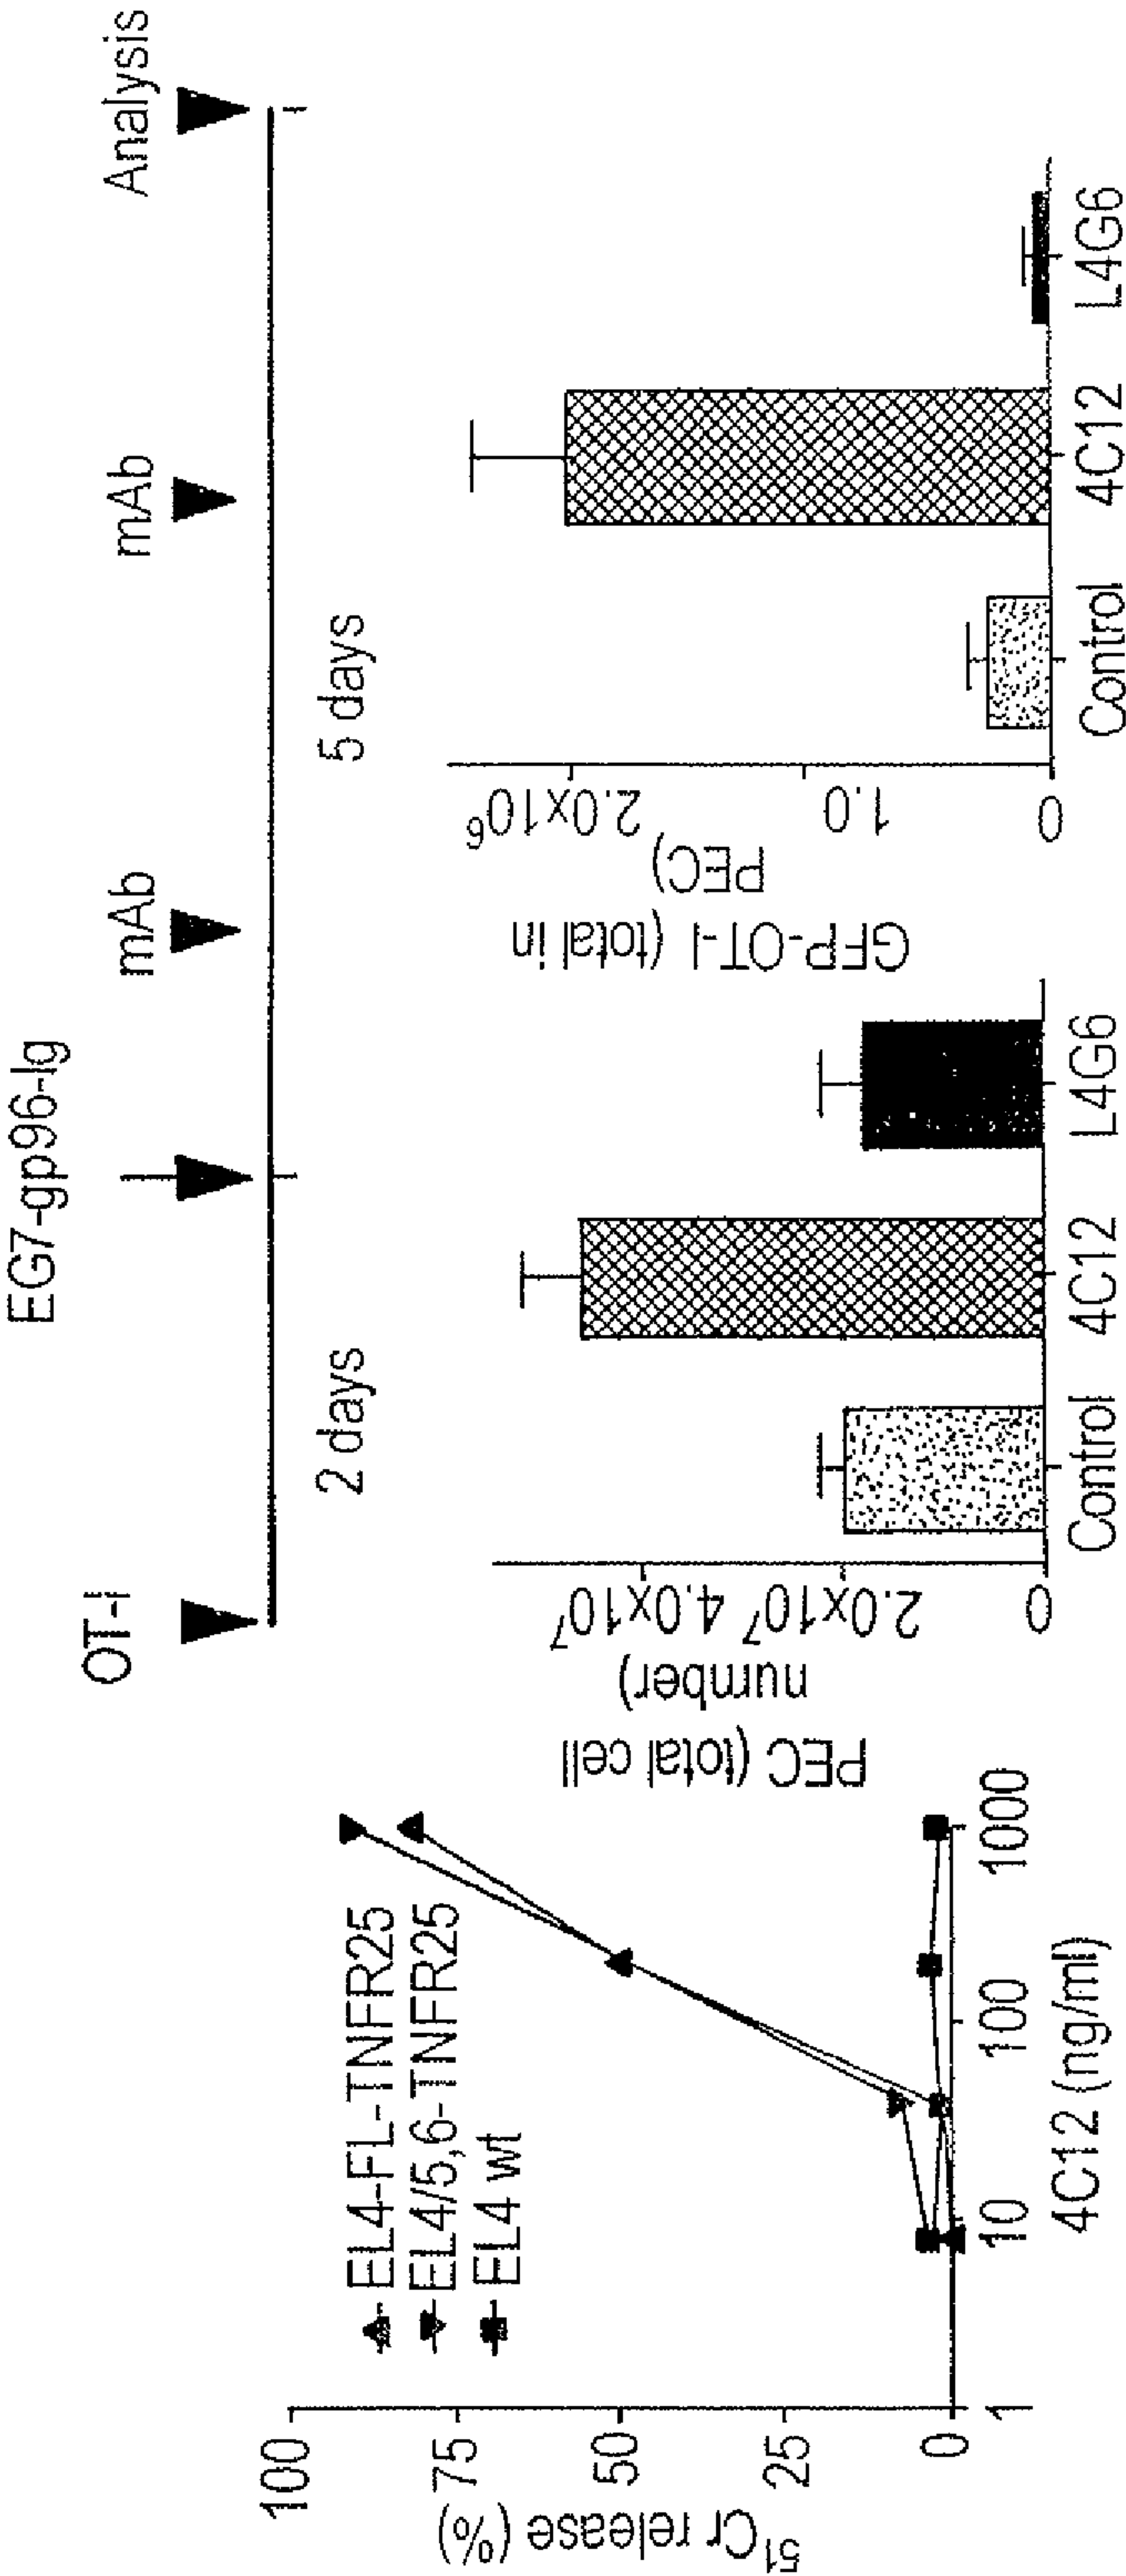 100
75
50
25
0
⁵¹Cr release (%)
EL4-FL-TNFR25
EL4/5,6-TNFR25
EL4 wt
1
10
100
1000
4C12 (ng/ml)
OT-I
EG7-gp96-Ig
mAb
mAb
Analysis
2 days
5 days
PEC (total cell
number)
4.0x10⁷
2.0x10⁷
0
Control
4C12
L4G6
GFP-OT-I (total in
PEC)
2.0x10⁶
1.0
0
Control
4C12
L4G6